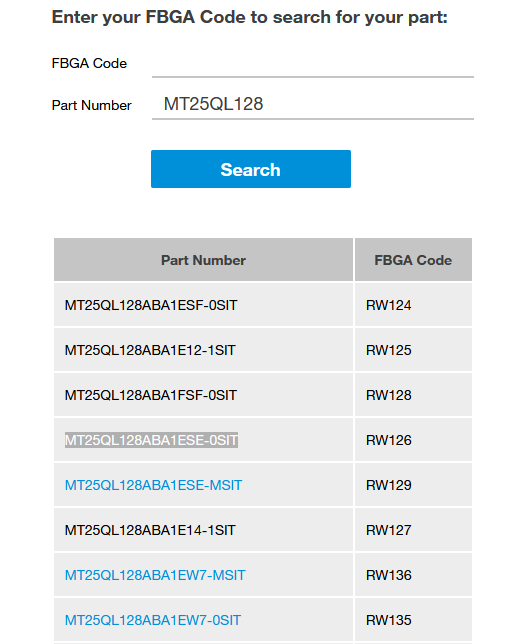 Enter your FBGA Code to search for your part:
FBGA Code
Part Number MT25QL128
Search
Part Number FBGA Code
MT25QL128ABA1ESF-0SIT RW124
MT25QL128ABA1E12-1SIT RW125
MT25QL128ABA1FSF-0SIT RW128
MT25QL128ABA1ESE-0SIT RW126
MT25QL128ABA1ESE-MSIT RW129
MT25QL128ABA1E14-1SIT RW127
MT25QL128ABA1EW7-MSIT RW136
MT25QL128ABA1EW7-0SIT RW135